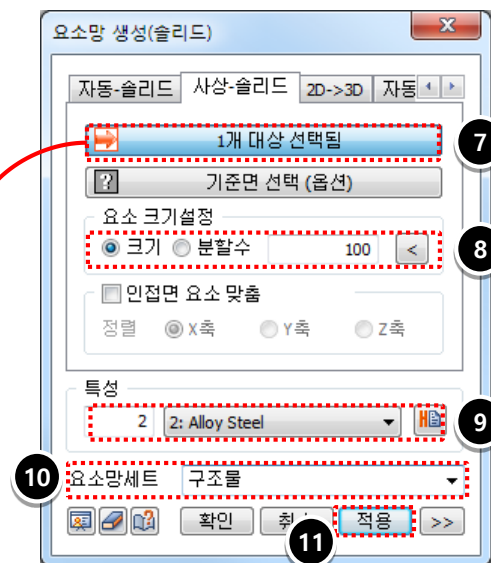 요소망 생성(솔리드)
자동-솔리드 사상-솔리드 2D->3D 자동
1개 대상 선택됨 7
? 기준면 선택 (옵션)
요소 크기설정
크기 분할수 100 < 8
인접면 요소 맞춤
정렬 X축 Y축 Z축
특성
2 2: Alloy Steel 9
10 요소망세트 구조물
확인 적용 >>
11